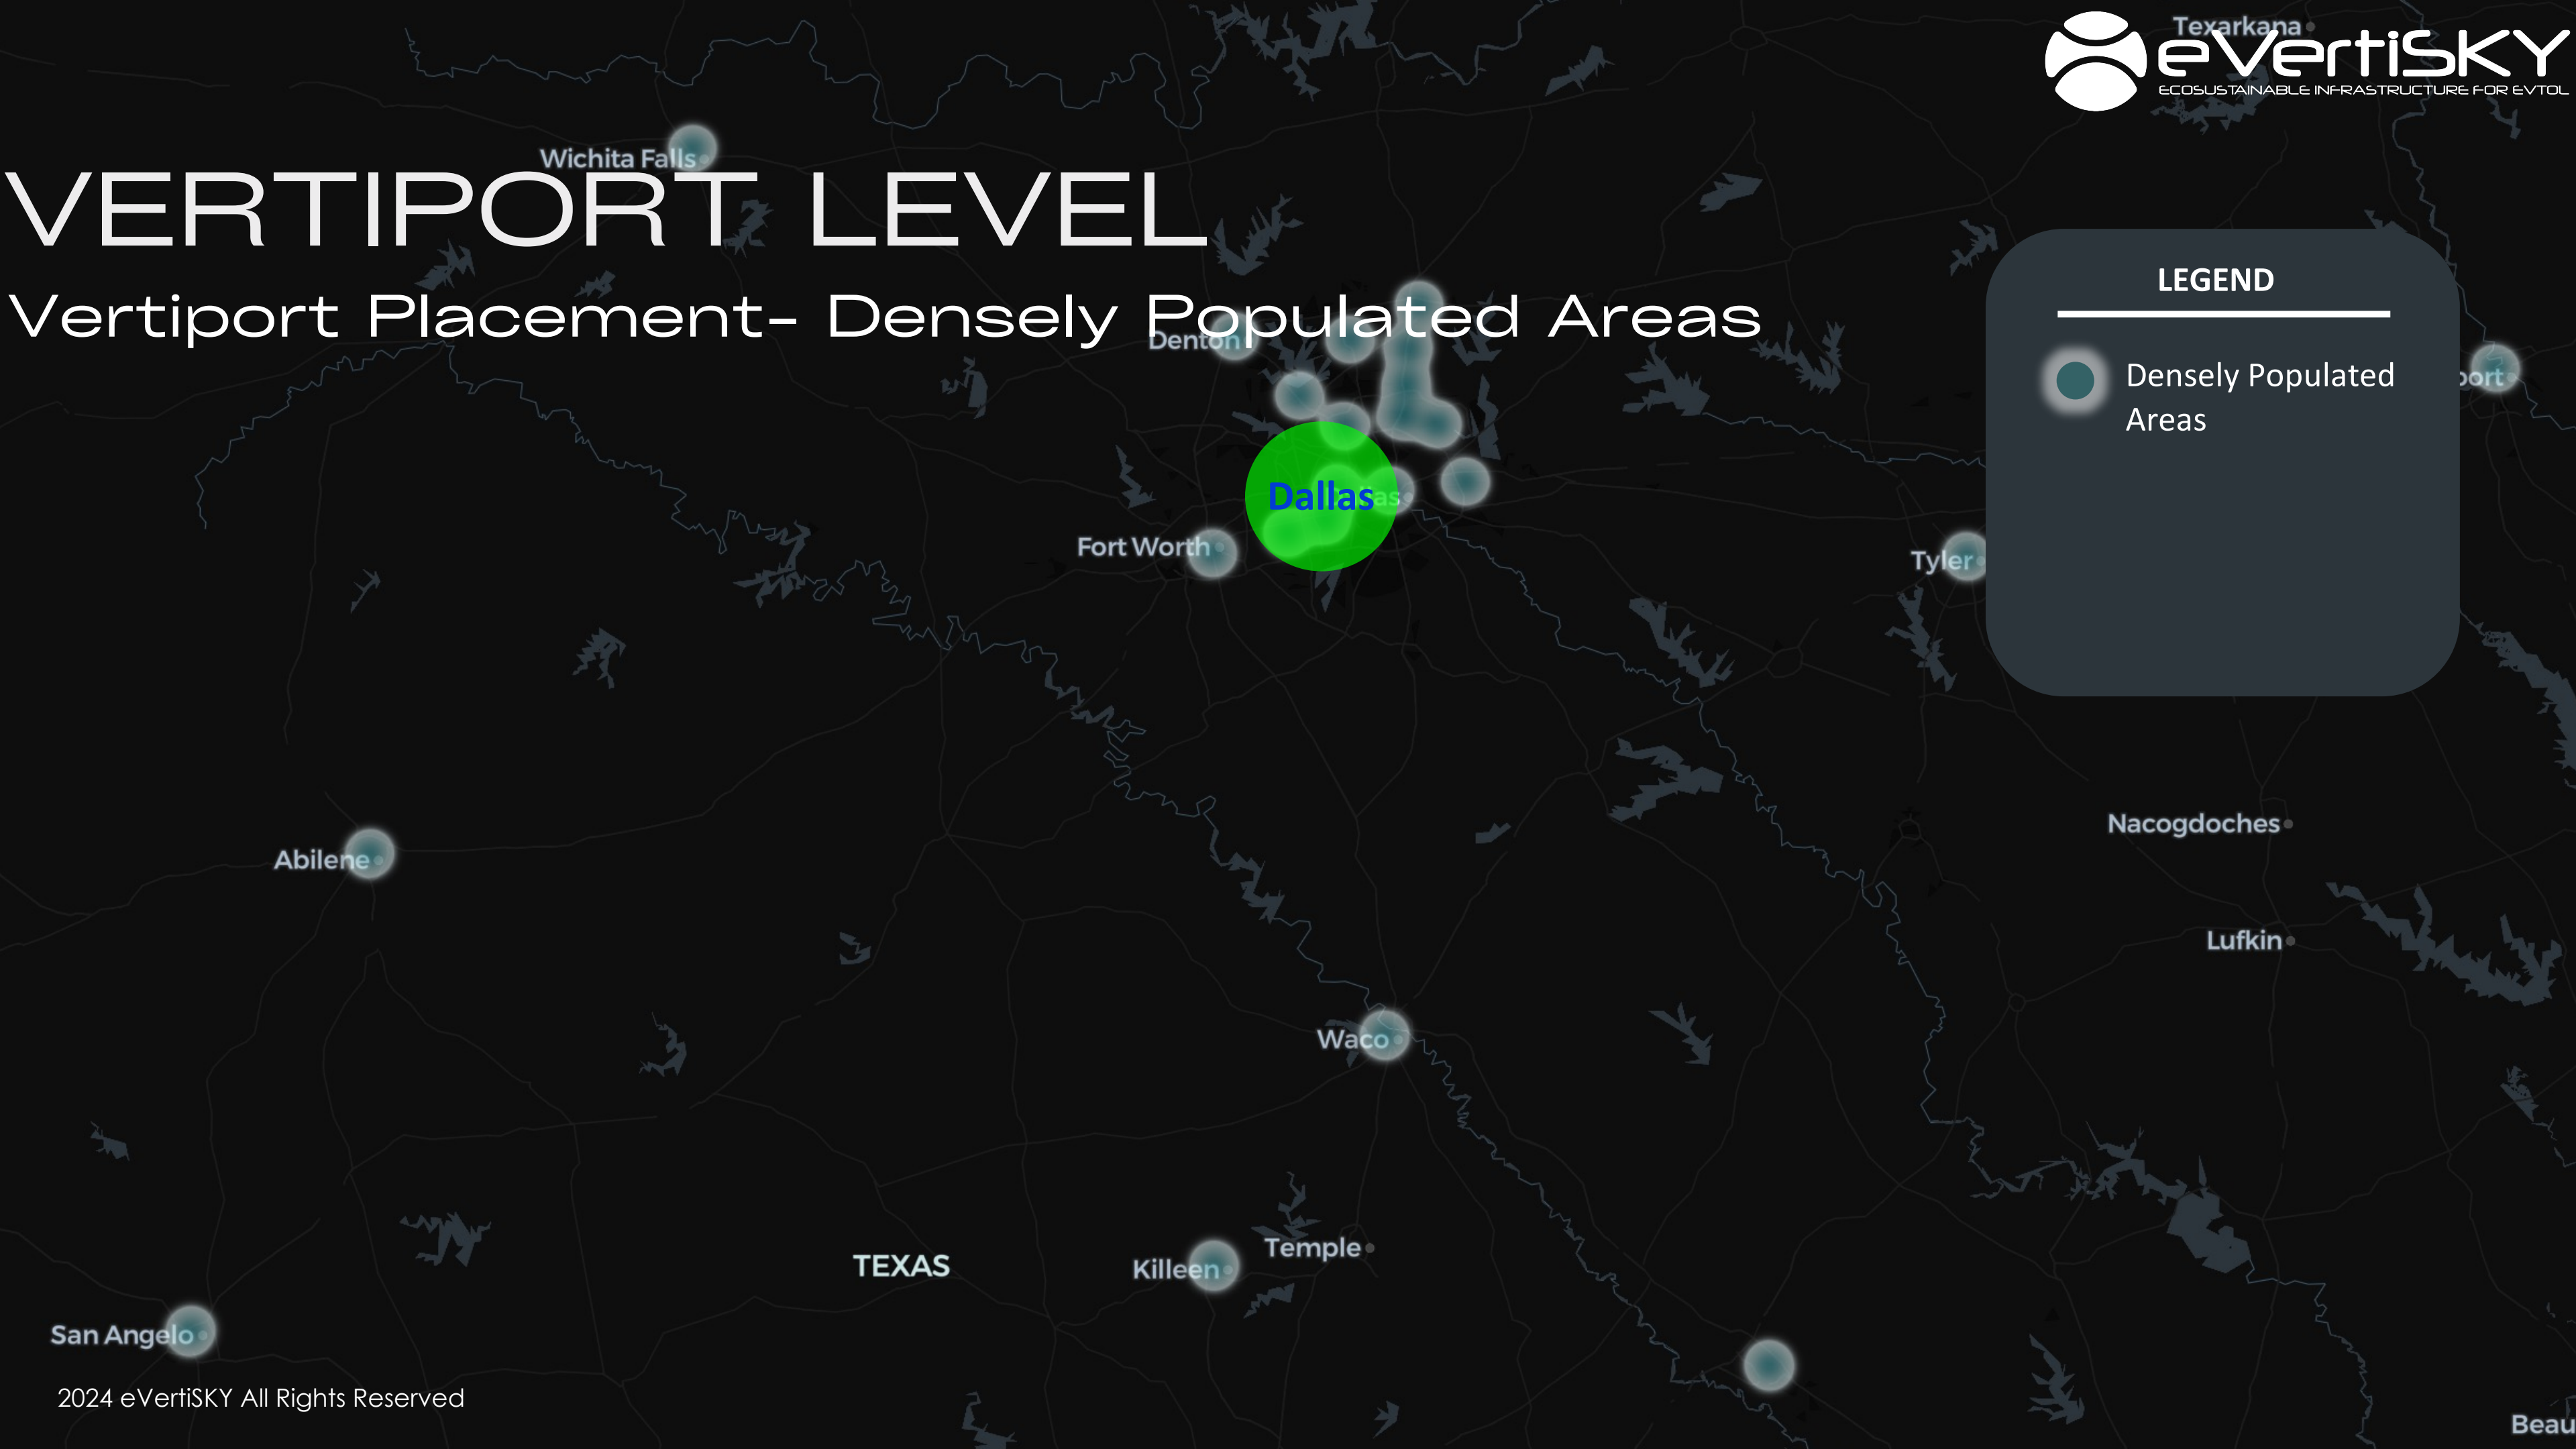 Texarkana
eVertiSKY
ECOSUSTAINABLE INFRASTRUCTURE FOR EVTOL
Wichita Falls
VERTIPORT LEVEL
Vertiport Placement- Densely Populated Areas
Denton
LEGEND
Densely Populated
Areas
port
Dallas
Fort Worth
Tyler
Nacogdoches
Abilene
Lufkin
Waco
Temple
TEXAS
Killeen
San Angelo
2024 eVertiSKY All Rights Reserved
Beau